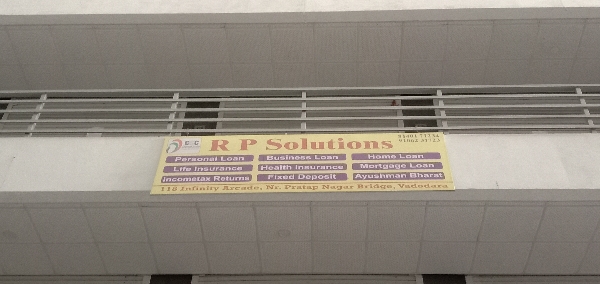 R P Solutions
Personal Loan Business Loan Home Loan
Life Insurance Health Insurance Mortgage Loan
Incometax Returns Fixed Deposit Ayushman Bharat
118 Infinity Arcade, Nr. Pratap Nagar Bridge, Vadodara